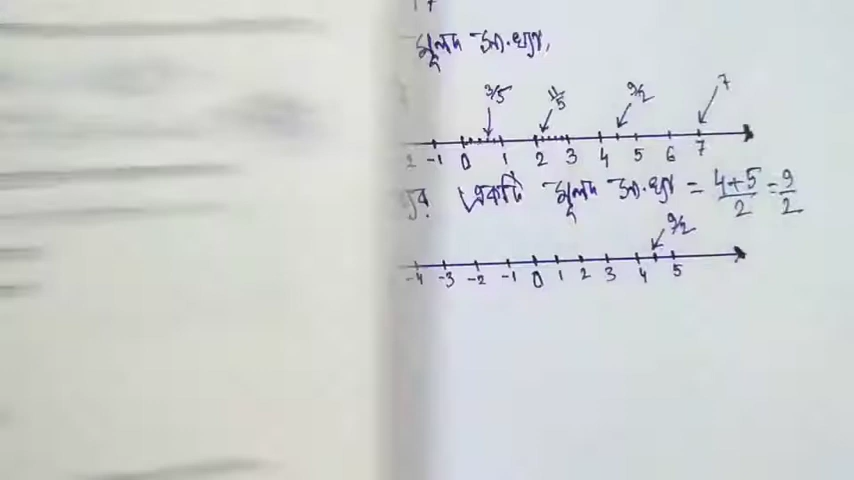 মূলদ সংখ্যা,
3/5 11/5 9/2 7
2 -1 0 1 2 3 4 5 6 7
একটি মূলদ সংখ্যা = 4+5/2 = 9/2
9/2
-4 -3 -2 -1 0 1 2 3 4 5